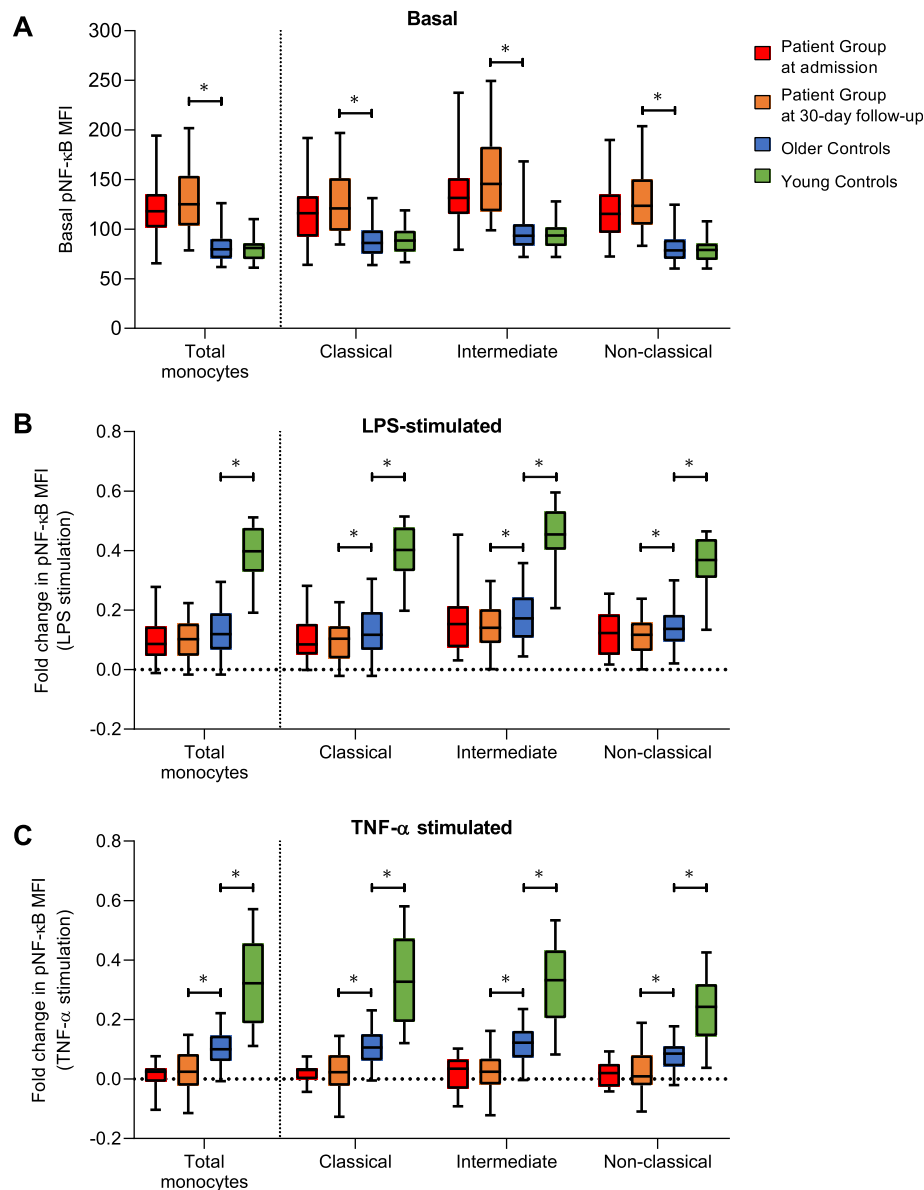 A
Basal
Basal pNF-κB MFI
300
250
200
150
100
50
0
*
*
*
*
Total
monocytes
Classical
Intermediate
Non-classical
Patient Group
at admission
Patient Group
at 30-day follow-up
Older Controls
Young Controls
B
LPS-stimulated
Fold change in pNF-κB MFI
(LPS stimulation)
0.8
0.6
0.4
0.2
0.0
-0.2
*
*
*
*
*
*
*
Total
monocytes
Classical
Intermediate
Non-classical
C
TNF-α stimulated
Fold change in pNF-κB MFI
(TNF-α stimulation)
0.8
0.6
0.4
0.2
0.0
-0.2
*
*
*
*
*
*
*
*
Total
monocytes
Classical
Intermediate
Non-classical